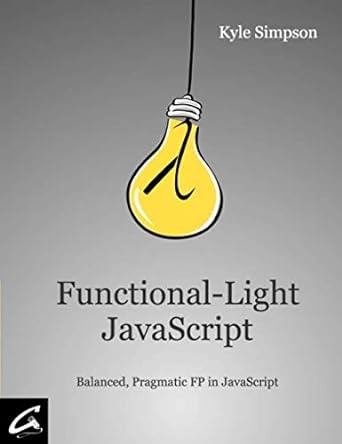 Kyle Simpson
λ
Functional-Light
JavaScript
Balanced, Pragmatic FP in JavaScript